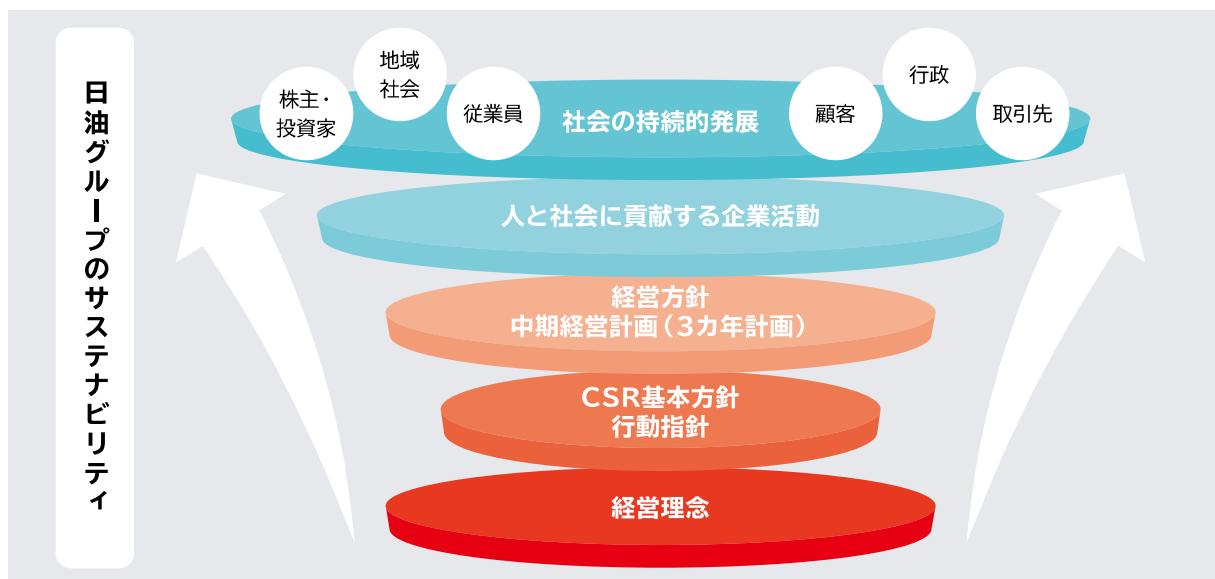 日油グループのサステナビリティ
株主・
投資家
地域
社会
従業員
社会の持続的発展
顧客
行政
取引先
人と社会に貢献する企業活動
経営方針
中期経営計画（３カ年計画）
CSR基本方針
行動指針
経営理念